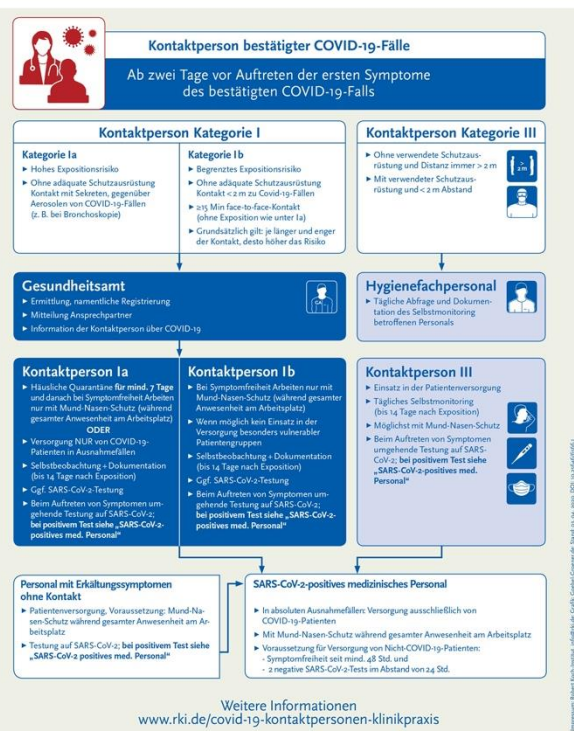 Kontaktperson bestätigter COVID-19-Fälle
Ab zwei Tage vor Auftreten der ersten Symptome
des bestätigten COVID-19-Falls
Kontaktperson Kategorie I
Kategorie Ia
► Hohes Expositionsrisiko
► Ohne adäquate Schutzausrüstung
Kontakt mit Sekreten, gegenüber
Aerosolen von COVID-19-Fällen
(z. B. bei Bronchoskopie)
Kategorie Ib
► Begrenztes Expositionsrisiko
► Ohne adäquate Schutzausrüstung
Kontakt < 2 m zu Covid-19-Fällen
► ≥15 Min face-to-face-Kontakt
(ohne Exposition wie unter Ia)
► Grundsätzlich gilt: je länger und enger
der Kontakt, desto höher das Risiko
Kontaktperson Kategorie III
► Ohne verwendete Schutzaus-
rüstung und Distanz immer > 2 m
► Mit verwendeter Schutzaus-
rüstung und < 2 m Abstand
>
2 m
Gesundheitsamt
► Ermittlung, namentliche Registrierung
► Mitteilung Ansprechpartner
► Information der Kontaktperson über COVID-19
GA
Hygienefachpersonal
► Tägliche Abfrage und Dokumen-
tation des Selbstmonitoring
betroffenen Personals
Kontaktperson Ia
► Häusliche Quarantäne für mind. 7 Tage
und danach bei Symptomfreiheit Arbeiten
nur mit Mund-Nasen-Schutz (während
gesamter Anwesenheit am Arbeitsplatz)
ODER
► Versorgung NUR von COVID-19-
Patienten in Ausnahmefällen
► Selbstbeobachtung + Dokumentation
(bis 14 Tage nach Exposition)
► Ggf. SARS-CoV-2-Testung
► Beim Auftreten von Symptomen um-
gehende Testung auf SARS-CoV-2;
bei positivem Test siehe „SARS-CoV-2-
positives med. Personal“
Kontaktperson Ib
► Bei Symptomfreiheit Arbeiten nur mit
Mund-Nasen-Schutz (während gesamter
Anwesenheit am Arbeitsplatz)
► Wenn möglich kein Einsatz in der
Versorgung besonders vulnerabler
Patientengruppen
► Selbstbeobachtung + Dokumentation
(bis 14 Tage nach Exposition)
► Ggf. SARS-CoV-2-Testung
► Beim Auftreten von Symptomen um-
gehende Testung auf SARS-CoV-2;
bei positivem Test siehe „SARS-CoV-2-
positives med. Personal“
Kontaktperson III
► Einsatz in der Patientenversorgung
► Tägliches Selbstmonitoring
(bis 14 Tage nach Exposition)
► Möglichst mit Mund-Nasen-Schutz
► Beim Auftreten von Symptomen
umgehende Testung auf SARS-
CoV-2; bei positivem Test siehe
„SARS-CoV-2-positives med.
Personal“
Personal mit Erkältungssymptomen
ohne Kontakt
► Patientenversorgung, Voraussetzung: Mund-Na-
sen-Schutz während gesamter Anwesenheit am Ar-
beitsplatz
► Testung auf SARS-CoV-2; bei positivem Test siehe
„SARS-CoV-2 positives med. Personal“
SARS-CoV-2-positives medizinisches Personal
► In absoluten Ausnahmefällen: Versorgung ausschließlich von
COVID-19-Patienten
► Mit Mund-Nasen-Schutz während gesamter Anwesenheit am Arbeitsplatz
► Voraussetzung für Versorgung von Nicht-COVID-19-Patienten:
- Symptomfreiheit seit mind. 48 Std. und
- 2 negative SARS-CoV-2-Tests im Abstand von 24 Std.
Weitere Informationen
www.rki.de/covid-19-kontaktpersonen-klinikpraxis